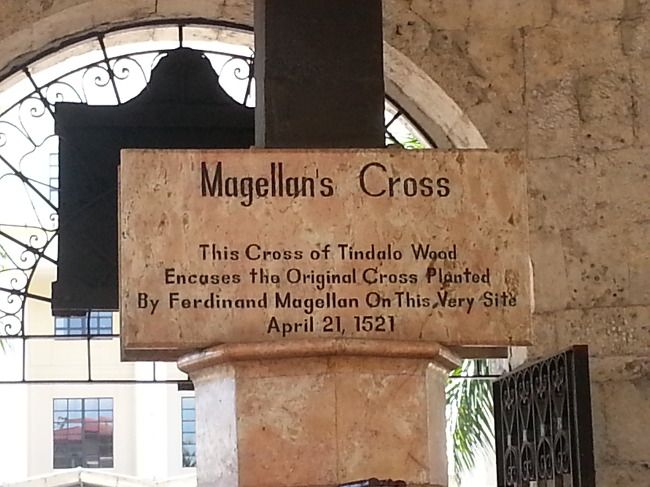 Magellan's Cross
This Cross of Tindalo Wood
Encases the Original Cross Planted
By Ferdinand Magellan On This Very Site
April 21, 1521